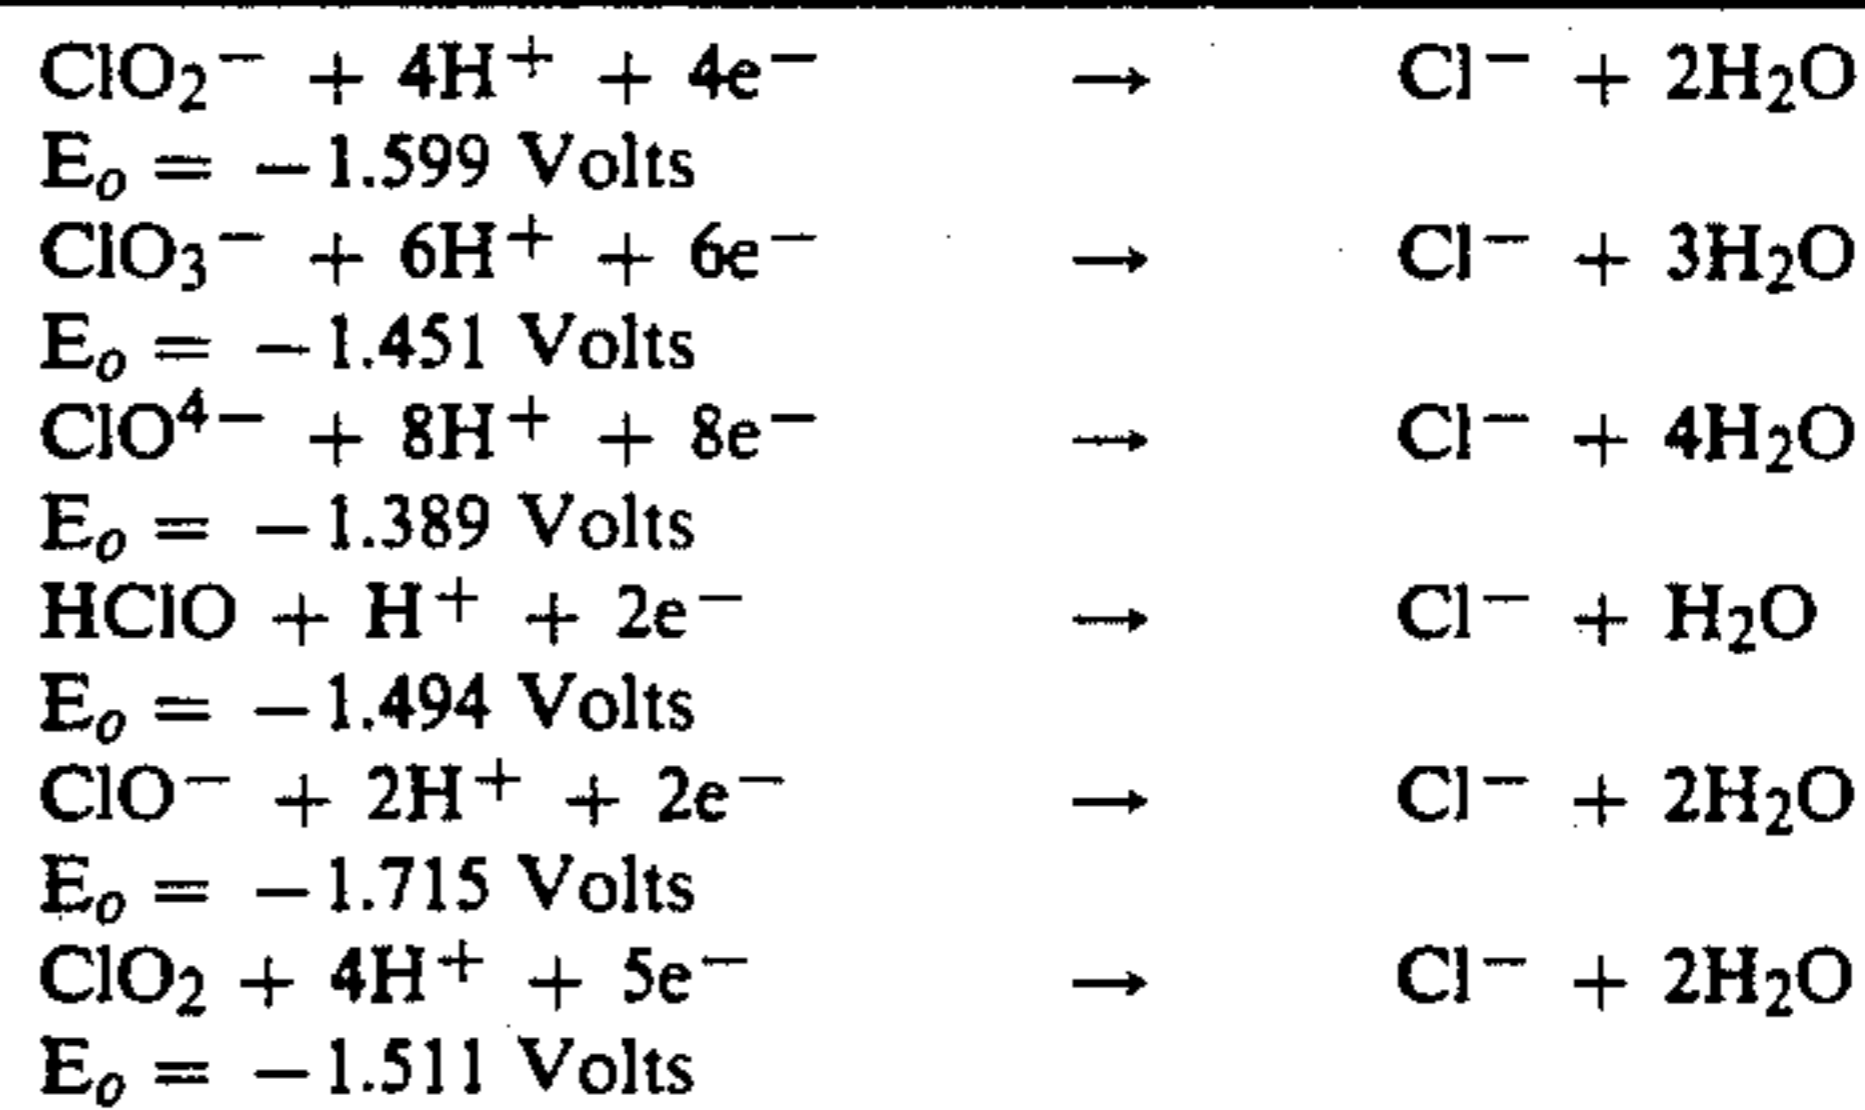 ClO₂⁻ + 4H⁺ + 4e⁻ → Cl⁻ + 2H₂O
Eₒ = −1.599 Volts
ClO₃⁻ + 6H⁺ + 6e⁻ → Cl⁻ + 3H₂O
Eₒ = −1.451 Volts
ClO⁴⁻ + 8H⁺ + 8e⁻ → Cl⁻ + 4H₂O
Eₒ = −1.389 Volts
HClO + H⁺ + 2e⁻ → Cl⁻ + H₂O
Eₒ = −1.494 Volts
ClO⁻ + 2H⁺ + 2e⁻ → Cl⁻ + 2H₂O
Eₒ = −1.715 Volts
ClO₂ + 4H⁺ + 5e⁻ → Cl⁻ + 2H₂O
Eₒ = −1.511 Volts